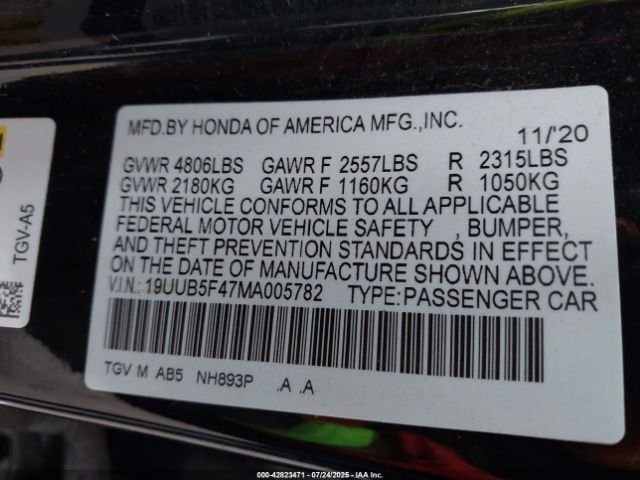 MFD.BY HONDA OF AMERICA MFG.,INC.
11/'20
GVWR 4806LBS GAWR F 2557LBS R 2315LBS
GVWR 2180KG GAWR F 1160KG R 1050KG
THIS VEHICLE CONFORMS TO ALL APPLICABLE
FEDERAL MOTOR VEHICLE SAFETY , BUMPER,
AND THEFT PREVENTION STANDARDS IN EFFECT
ON THE DATE OF MANUFACTURE SHOWN ABOVE.
V.I.N.: 19UUB5F47MA005782 TYPE:PASSENGER CAR
TGV M AB5 NH893P .A .A
TGV-A5
000-42823471 - 07/24/2025 - IAA Inc.